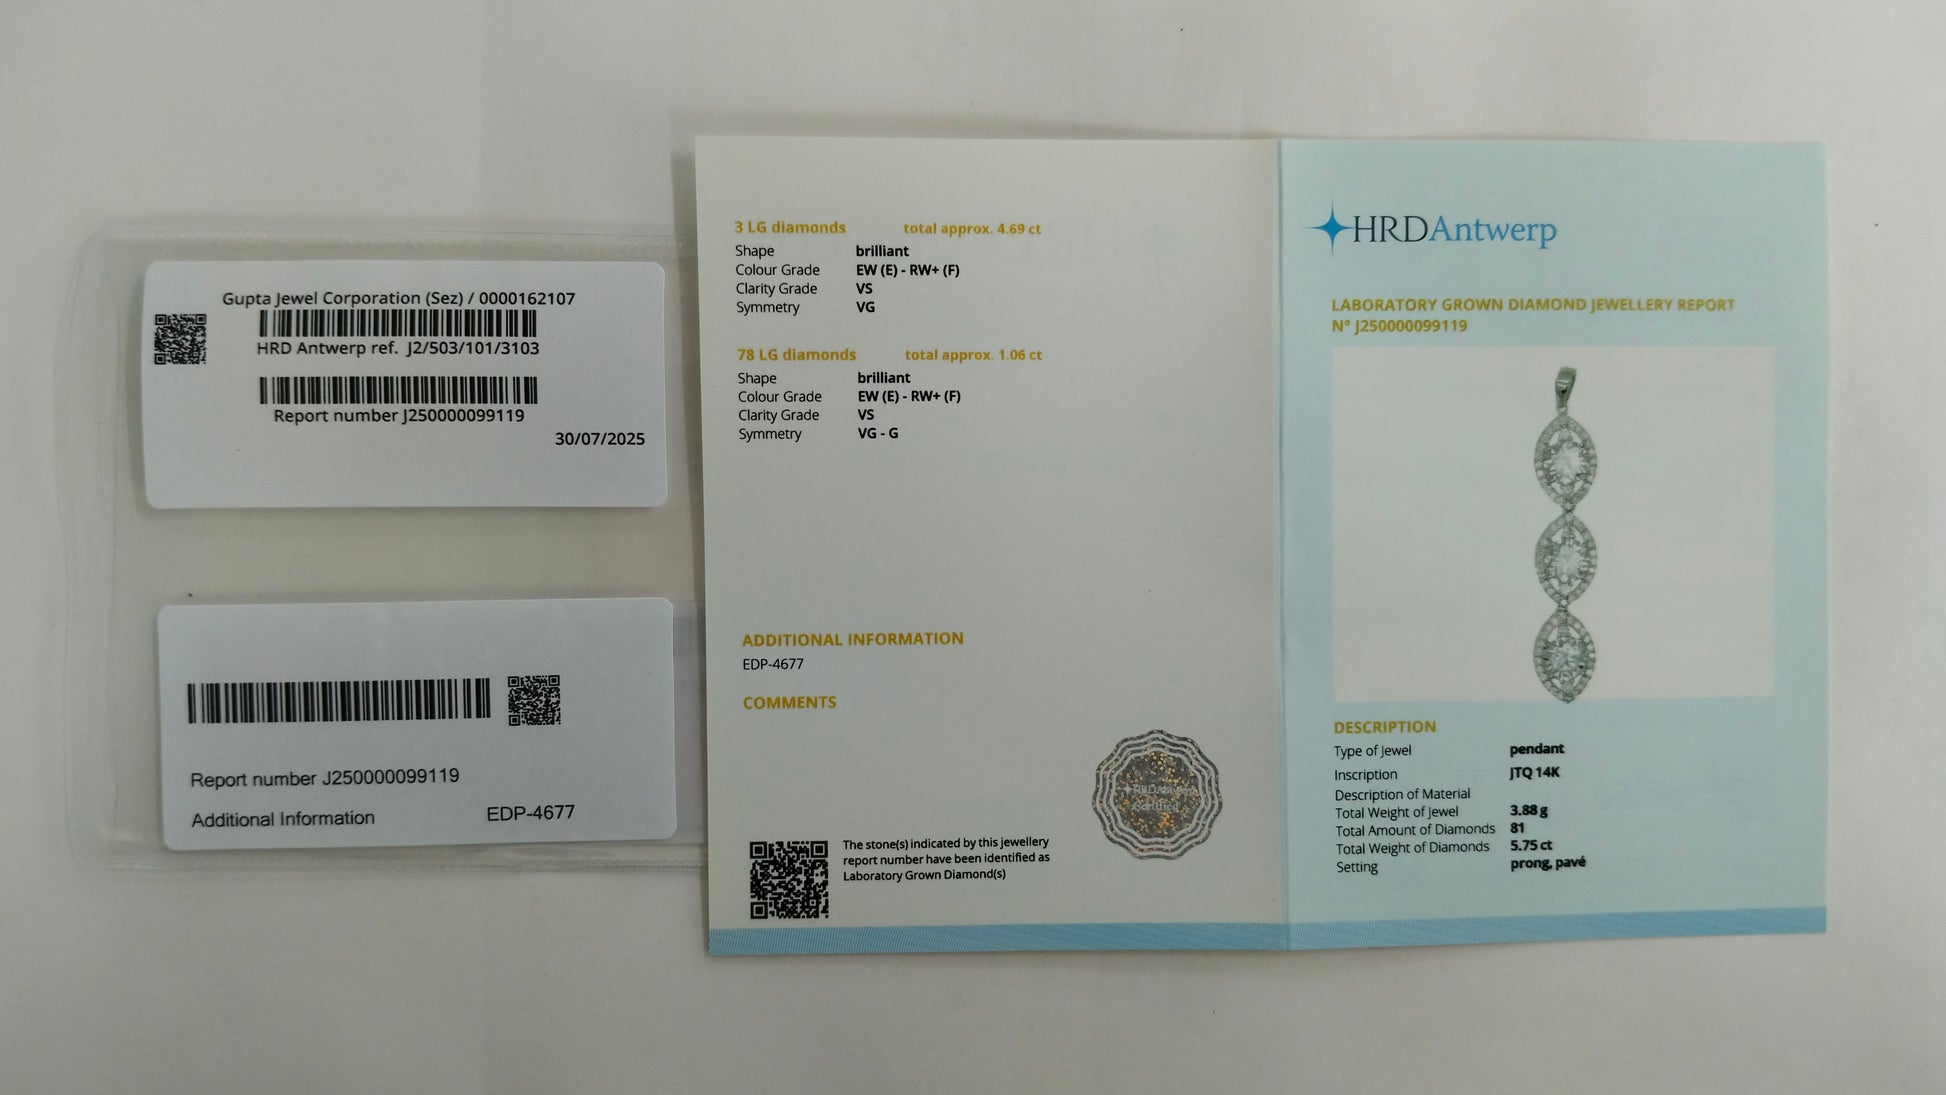 Gupta Jewel Corporation (Sez) / 0000162107
HRD Antwerp ref. J2/503/101/3103
Report number J250000099119
30/07/2025
Report number J250000099119
Additional Information EDP-4677
3 LG diamonds total approx. 4.69 ct
Shape brilliant
Colour Grade EW (E) - RW+ (F)
Clarity Grade VS
Symmetry VG
78 LG diamonds total approx. 1.06 ct
Shape brilliant
Colour Grade EW (E) - RW+ (F)
Clarity Grade VS
Symmetry VG - G
ADDITIONAL INFORMATION
EDP-4677
COMMENTS
HRDAntwerp
Certified
The stone(s) indicated by this jewellery
report number have been identified as
Laboratory Grown Diamond(s)
HRDAntwerp
LABORATORY GROWN DIAMOND JEWELLERY REPORT
N° J250000099119
DESCRIPTION
Type of Jewel pendant
Inscription JTQ 14K
Description of Material
Total Weight of Jewel 3.88 g
Total Amount of Diamonds 81
Total Weight of Diamonds 5.75 ct
Setting prong, pavé